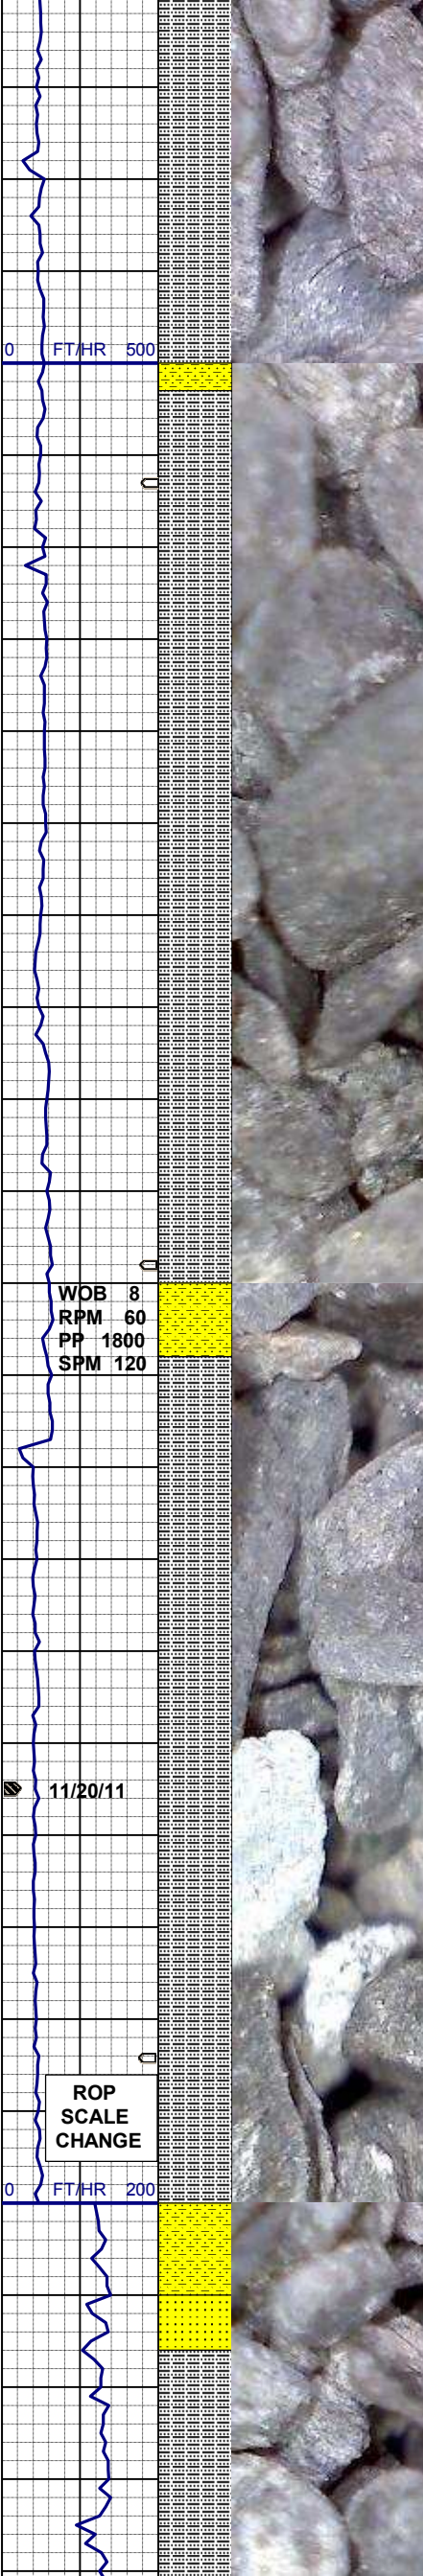 0 FT/HR 500
WOB 8
RPM 60
PP 1800
SPM 120
11/20/11
ROP
SCALE
CHANGE
0 FT/HR 200